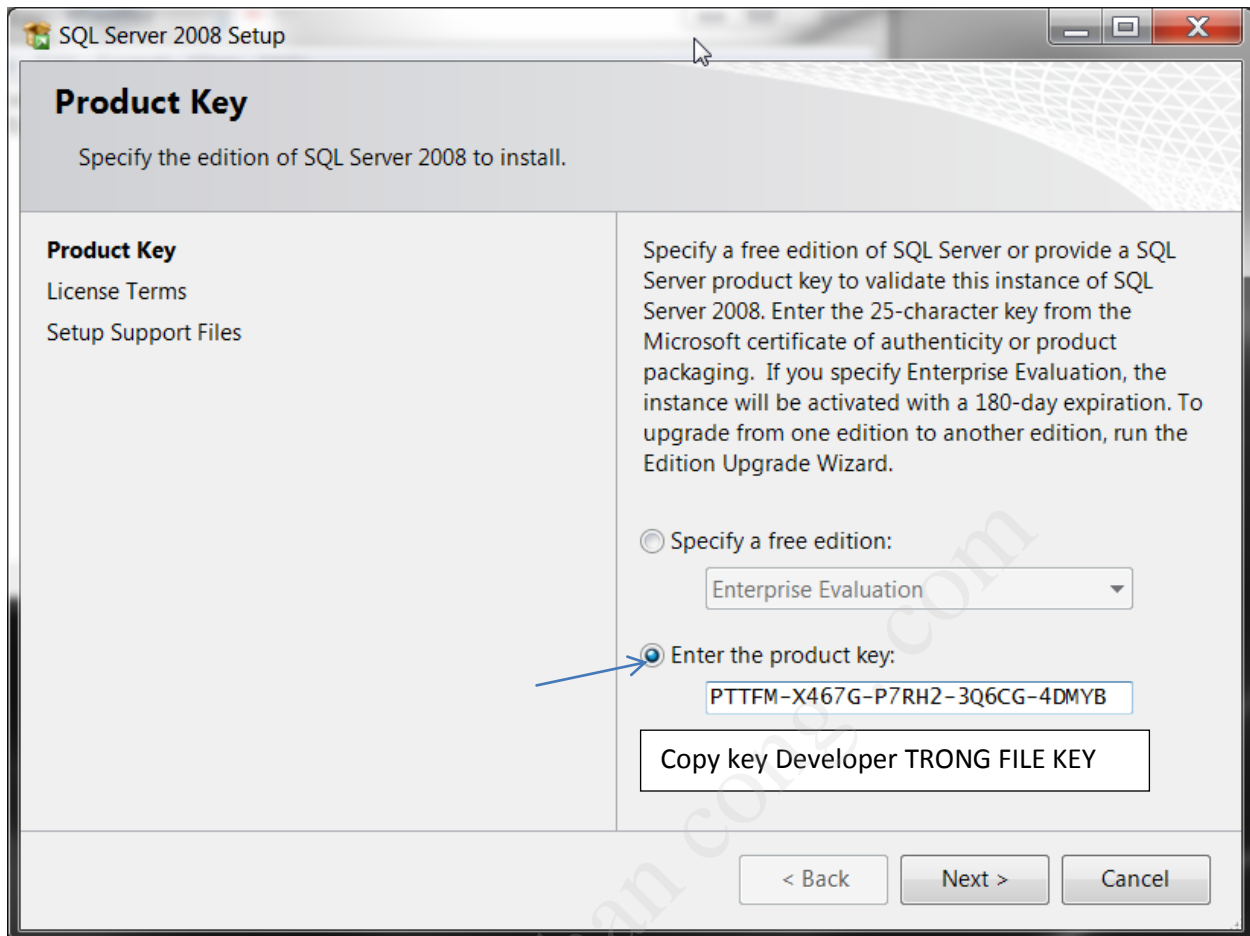 SQL Server 2008 Setup
Product Key
Specify the edition of SQL Server 2008 to install.
Product Key
License Terms
Setup Support Files
Specify a free edition of SQL Server or provide a SQL
Server product key to validate this instance of SQL
Server 2008. Enter the 25-character key from the
Microsoft certificate of authenticity or product
packaging.  If you specify Enterprise Evaluation, the
instance will be activated with a 180-day expiration. To
upgrade from one edition to another edition, run the
Edition Upgrade Wizard.
Specify a free edition:
Enterprise Evaluation
Enter the product key:
PTTFM-X467G-P7RH2-3Q6CG-4DMYB
Copy key Developer TRONG FILE KEY
< Back
Next >
Cancel
cong . com